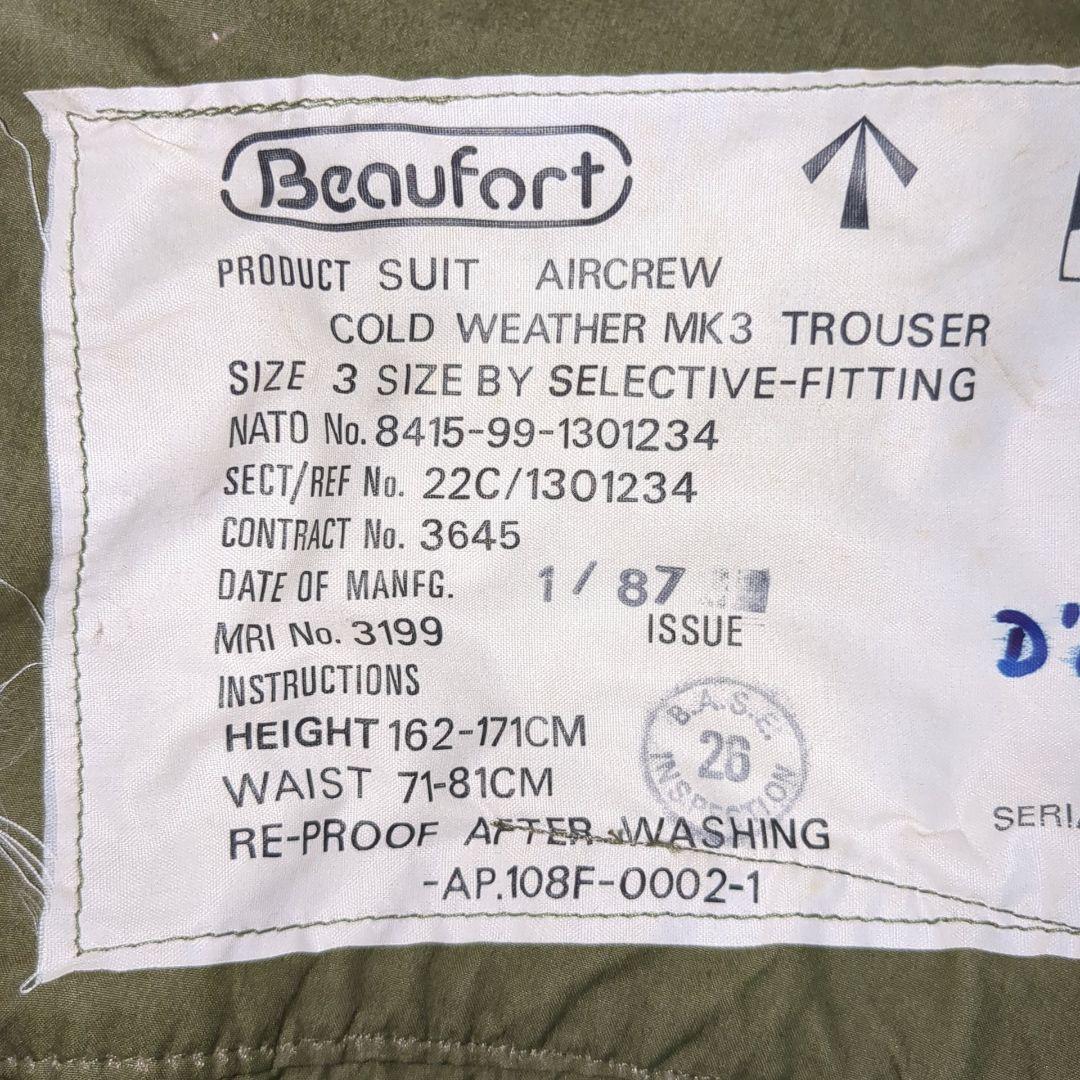 Beaufort
PRODUCT SUIT AIRCREW
COLD WEATHER MK3 TROUSER
SIZE 3 SIZE BY SELECTIVE-FITTING
NATO No. 8415-99-1301234
SECT/REF No. 22C/1301234
CONTRACT No. 3645
DATE OF MANFG. 1 / 87
MRI No. 3199 ISSUE
INSTRUCTIONS
HEIGHT 162-171CM
WAIST 71-81CM
B.A.S.E.
26
INSPECTION
RE-PROOF AFTER WASHING
-AP.108F-0002-1